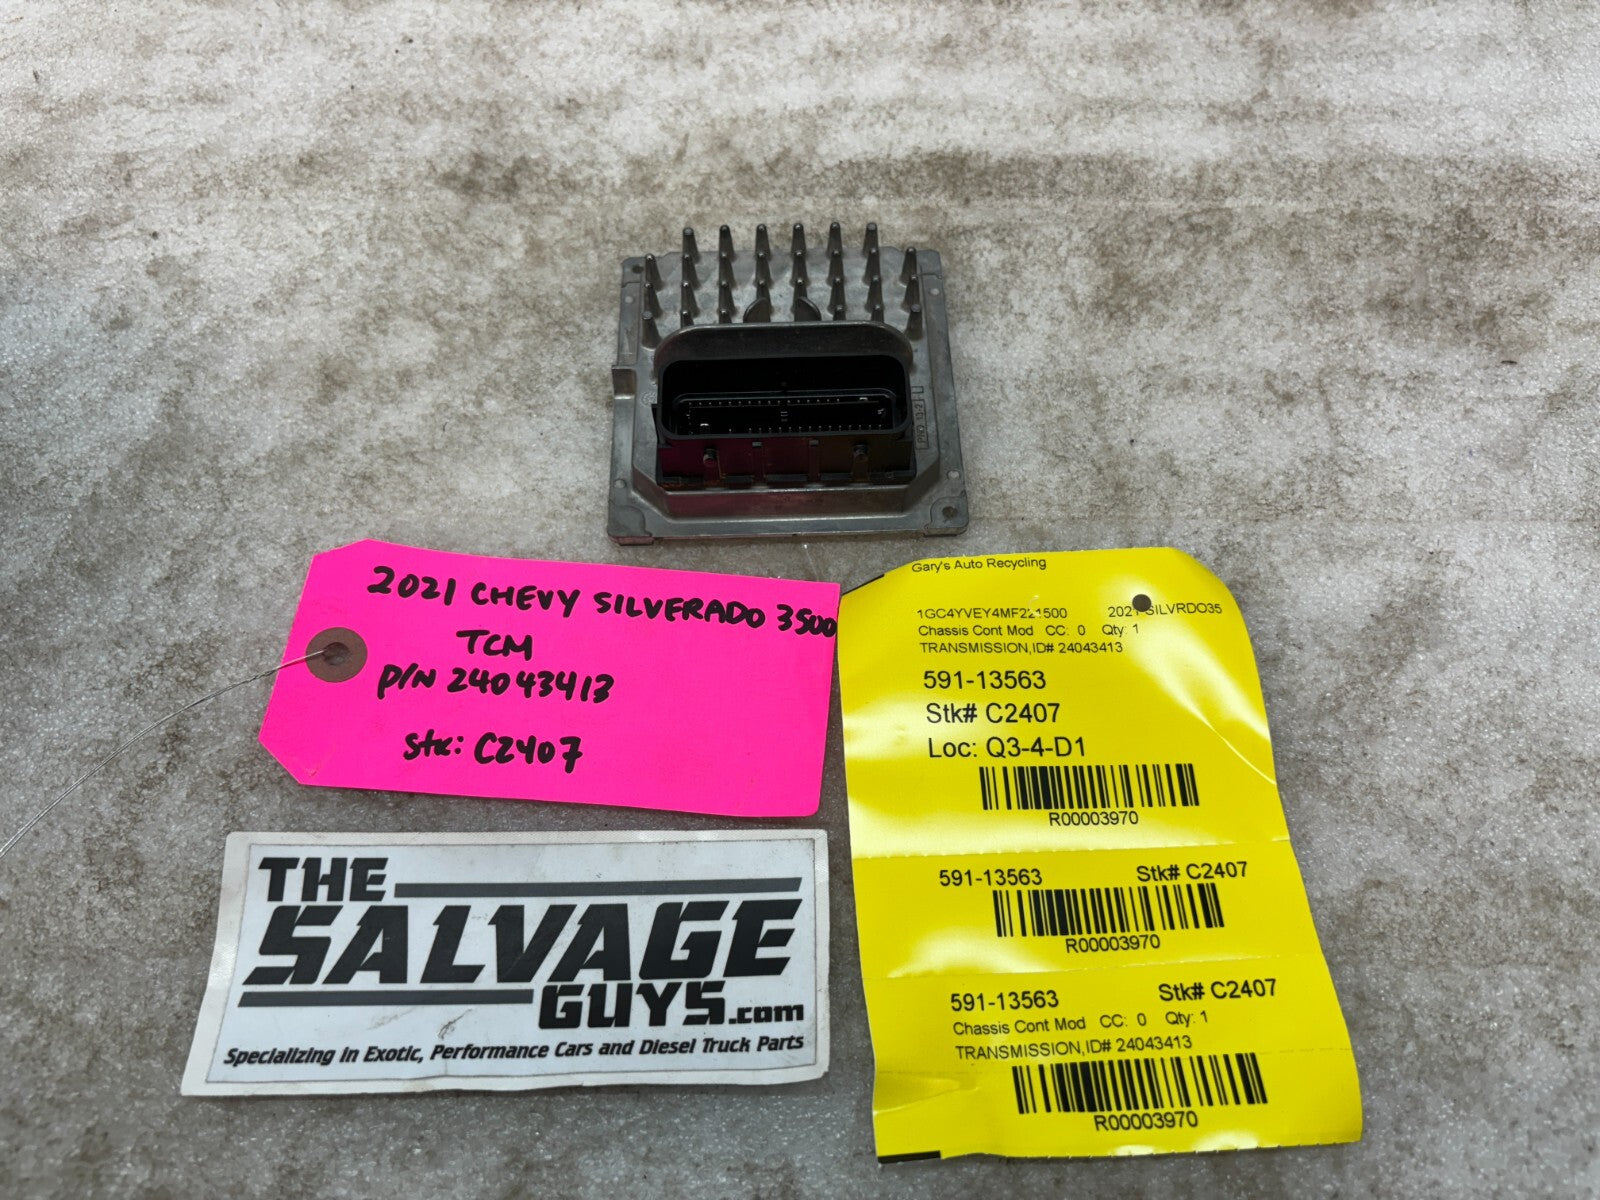 2021 CHEVY SILVERADO 3500
TCM
P/N 24043413
Stk: C2407
Gary's Auto Recycling
1GC4YVEY4MF221500 2021 SILVRDO35
Chassis Cont Mod CC: 0 Qty: 1
TRANSMISSION,ID# 24043413
591-13563
Stk# C2407
Loc: Q3-4-D1
R00003970
591-13563 Stk# C2407
R00003970
591-13563 Stk# C2407
Chassis Cont Mod CC: 0 Qty: 1
TRANSMISSION,ID# 24043413
R00003970
THE
SALVAGE
GUYS.com
Specializing in Exotic, Performance Cars and Diesel Truck Parts